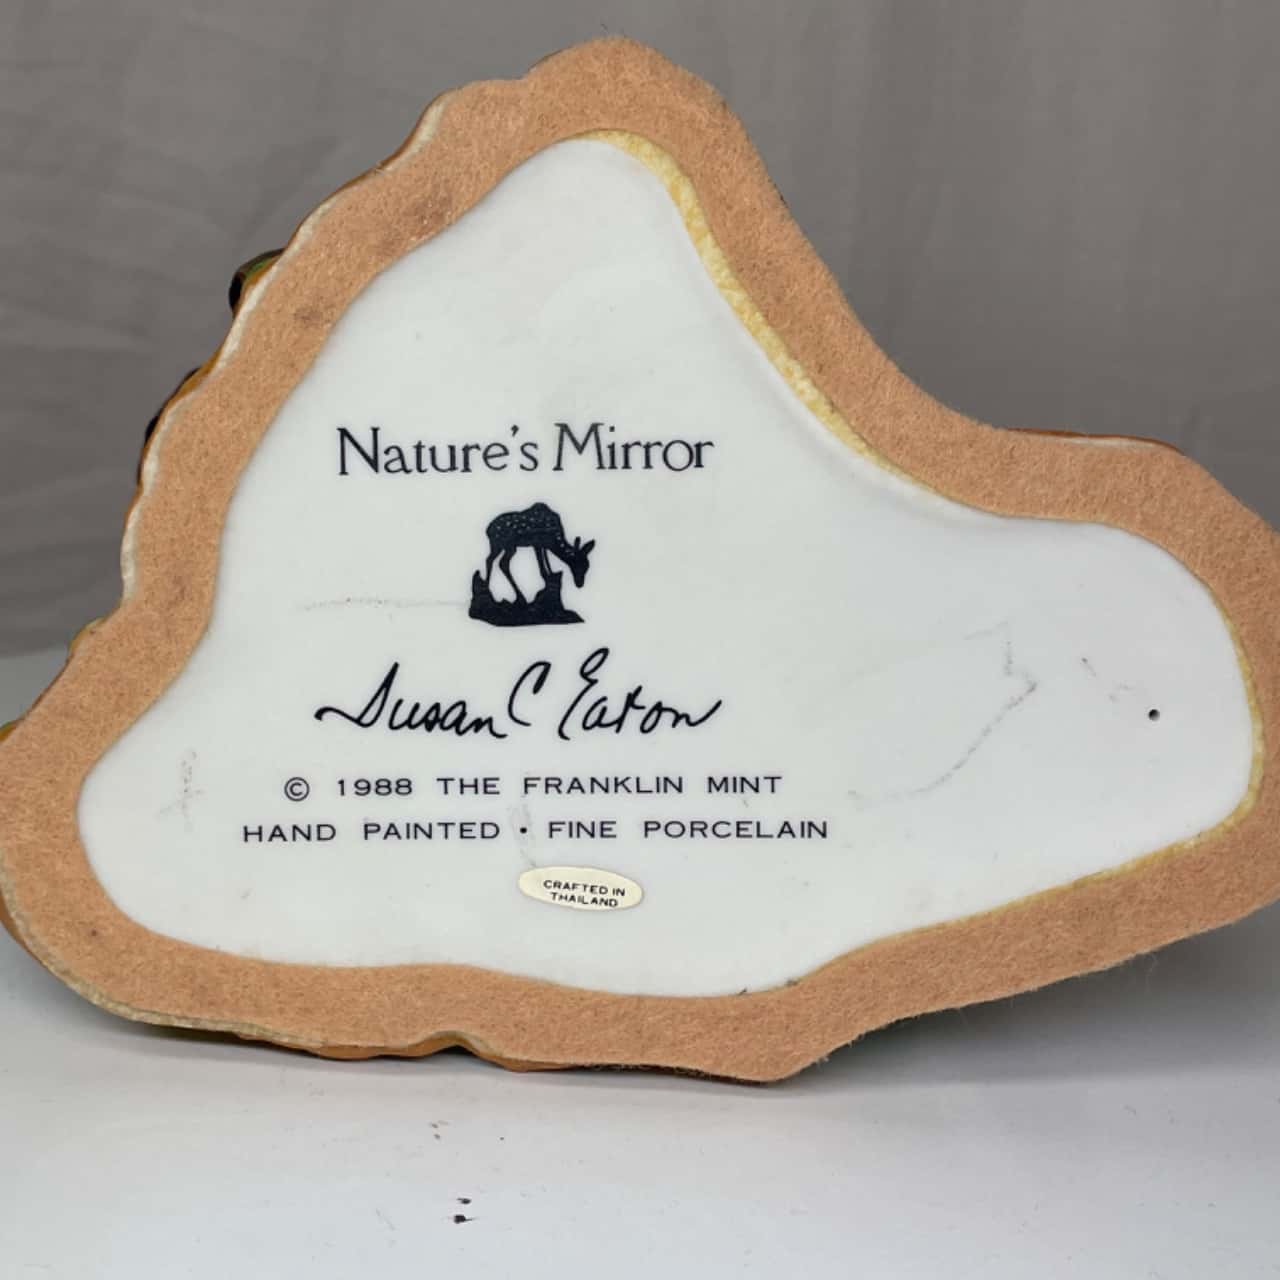 Nature's Mirror
Susan C Eaton
© 1988 THE FRANKLIN MINT
HAND PAINTED • FINE PORCELAIN
CRAFTED IN
THAILAND